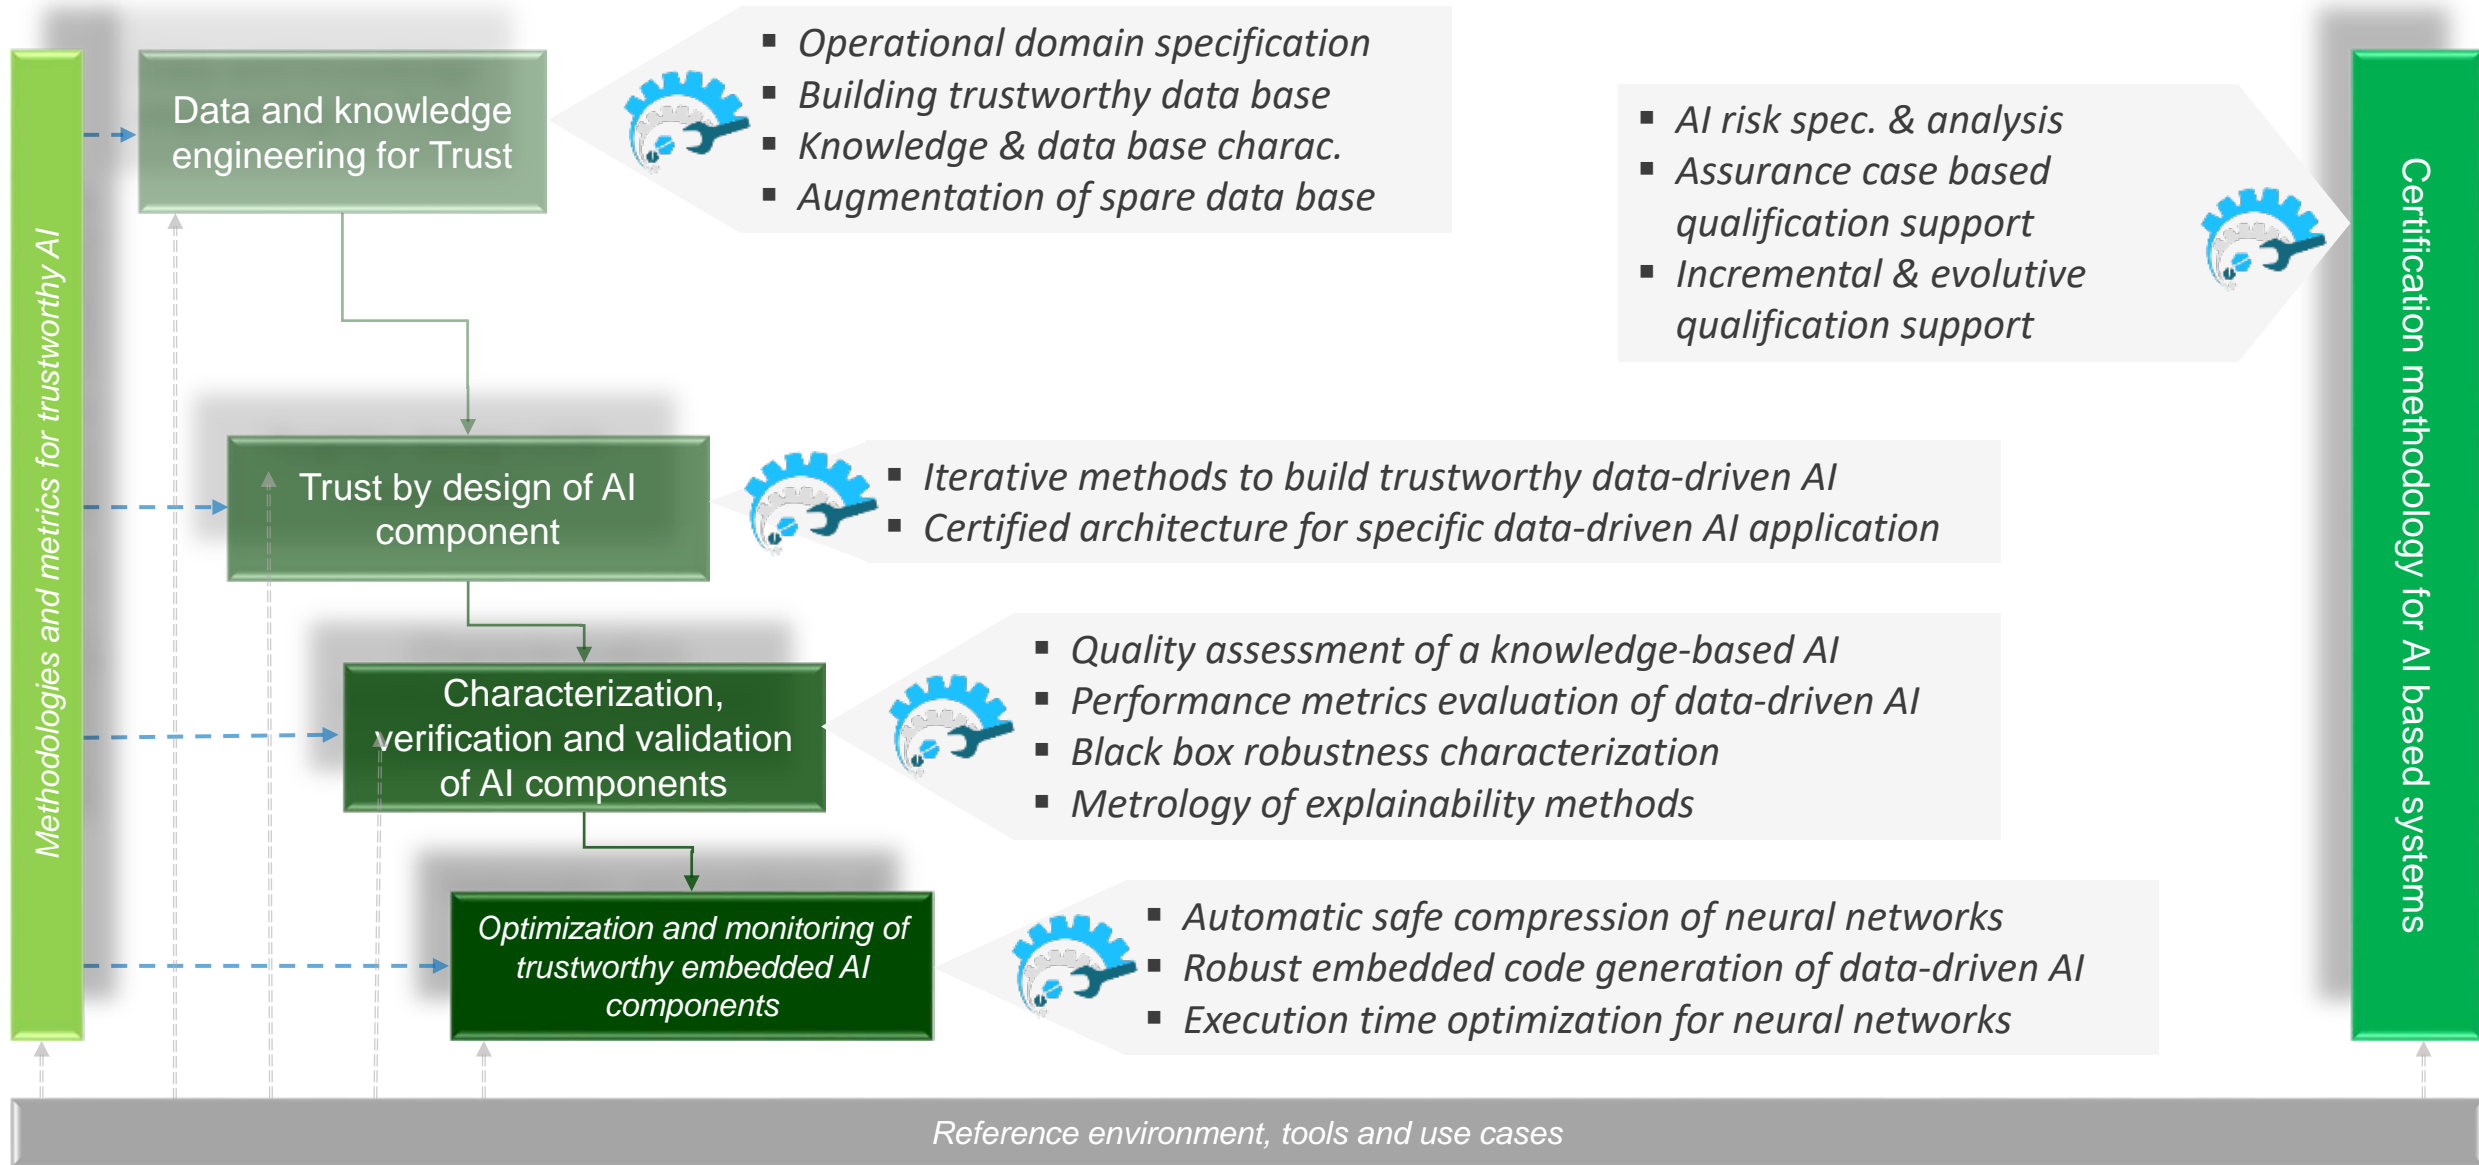 Methodologies and metrics for trustworthy AI
Data and knowledge
engineering for Trust
▪ Operational domain specification
▪ Building trustworthy data base
▪ Knowledge & data base charac.
▪ Augmentation of spare data base
▪ AI risk spec. & analysis
▪ Assurance case based
qualification support
▪ Incremental & evolutive
qualification support
Certification methodology for AI based systems
Trust by design of AI
component
▪ Iterative methods to build trustworthy data-driven AI
▪ Certified architecture for specific data-driven AI application
Characterization,
verification and validation
of AI components
▪ Quality assessment of a knowledge-based AI
▪ Performance metrics evaluation of data-driven AI
▪ Black box robustness characterization
▪ Metrology of explainability methods
Optimization and monitoring of
trustworthy embedded AI
components
▪ Automatic safe compression of neural networks
▪ Robust embedded code generation of data-driven AI
▪ Execution time optimization for neural networks
Reference environment, tools and use cases